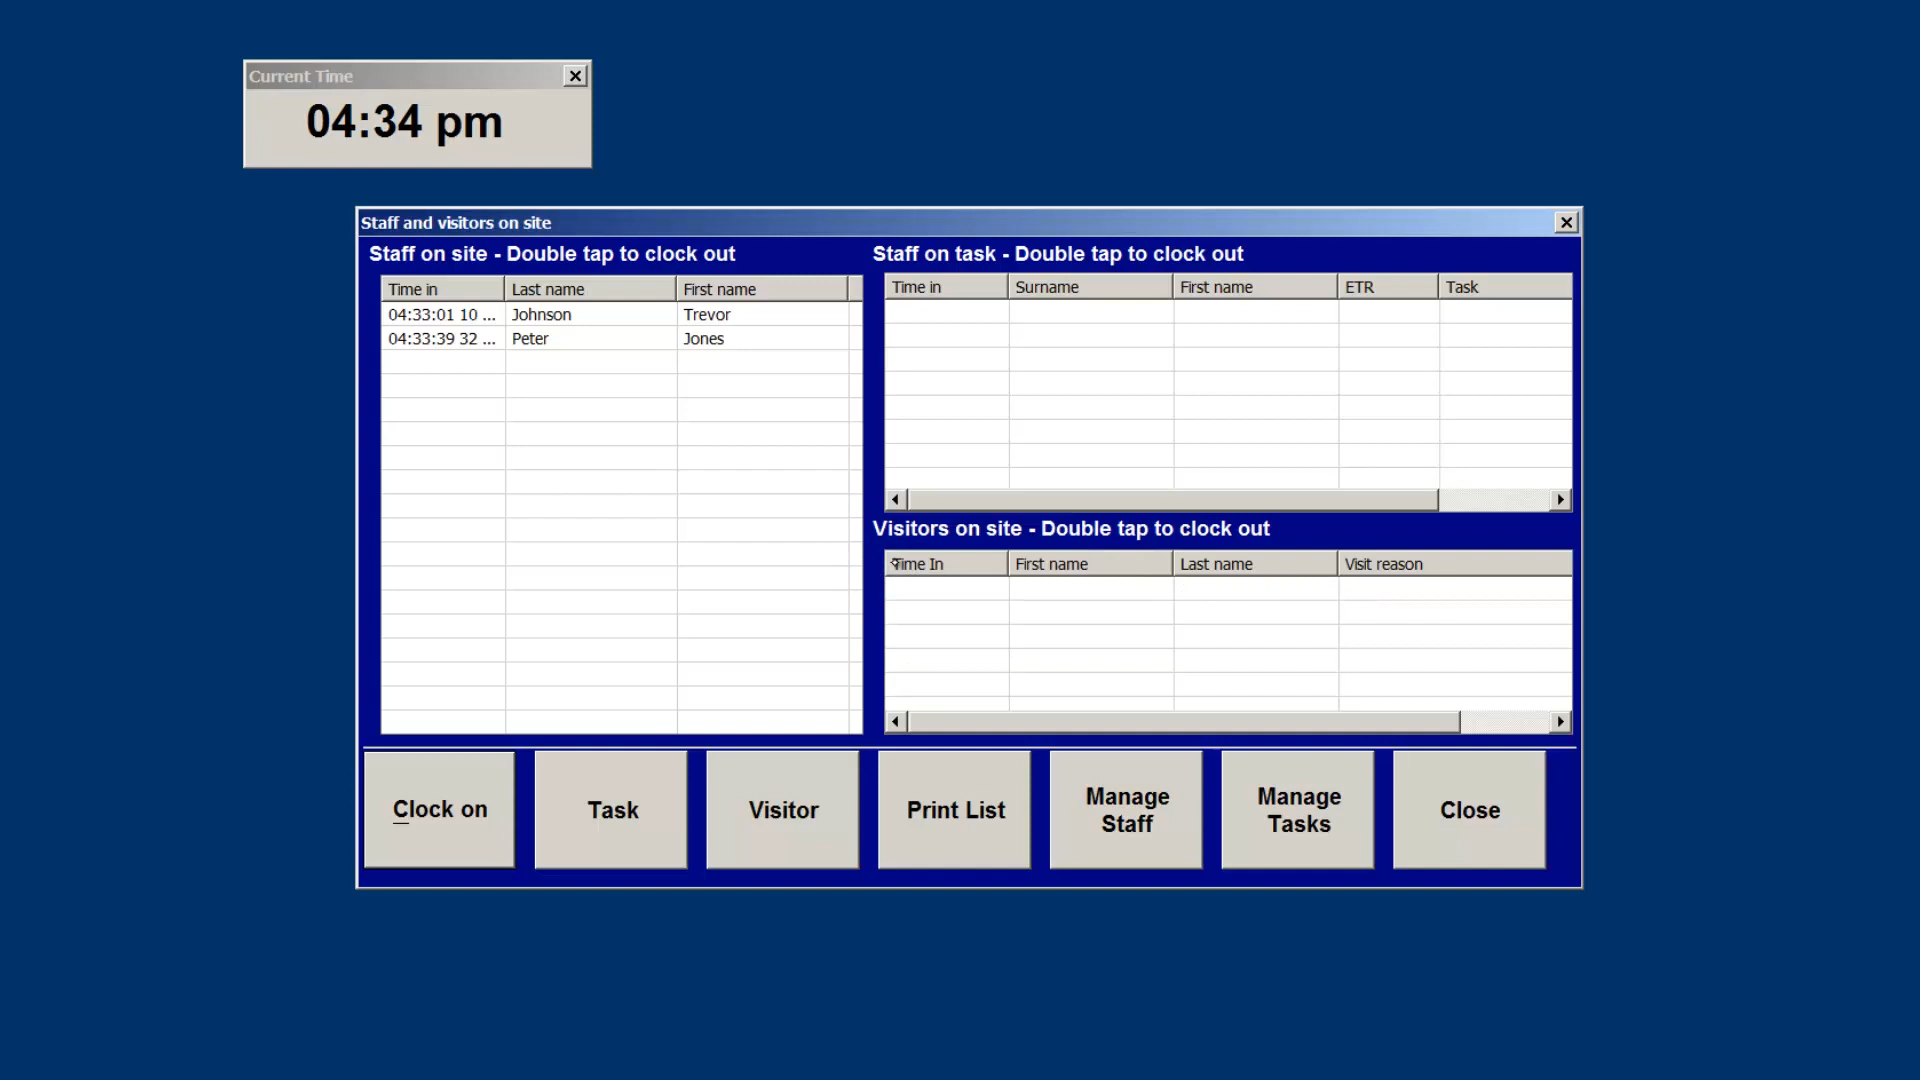 Current Time
04:34 pm
Staff and visitors on site
Staff on site - Double tap to clock out
Time in Last name First name
04:33:01 10 ... Johnson Trevor
04:33:39 32 ... Peter Jones
Staff on task - Double tap to clock out
Time in Surname First name ETR Task
Visitors on site - Double tap to clock out
Time In First name Last name Visit reason
Clock on
Task
Visitor
Print List
Manage
Staff
Manage
Tasks
Close